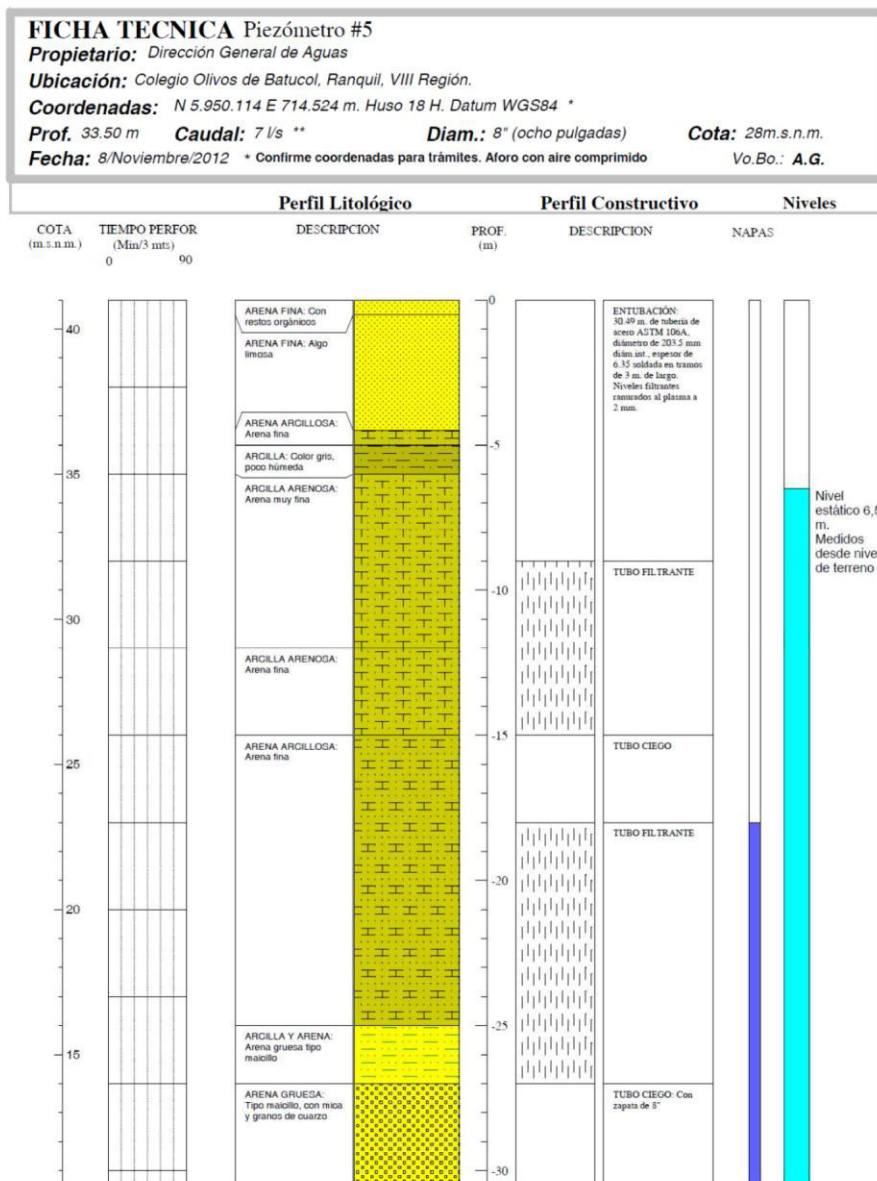 FICHA TECNICA Piezómetro #5
Propietario: Dirección General de Aguas
Ubicación: Colegio Olivos de Batucol, Ranquil, VIII Región.
Coordenadas: N 5.950.114 E 714.524 m. Huso 18 H. Datum WGS84 *
Prof. 33.50 m Caudal: 7 l/s ** Diam.: 8" (ocho pulgadas) Cota: 28m.s.n.m.
Fecha: 8/Noviembre/2012 * Confirme coordenadas para trámites. Aforo con aire comprimido Vo.Bo.: A.G.
Perfil Litológico Perfil Constructivo Niveles
COTA
(m.s.n.m.)
TIEMPO PERFOR
(Min/3 mts)
0 90
DESCRIPCION
PROF.
(m)
DESCRIPCION
NAPAS
40
35
30
25
20
15
ARENA FINA: Con
restos orgánicos
ARENA FINA: Algo
limosa
ARENA ARCILLOSA:
Arena fina
ARCILLA: Color gris,
poco húmeda
ARCILLA ARENOSA:
Arena muy fina
ARCILLA ARENOSA:
Arena fina
ARENA ARCILLOSA:
Arena fina
ARCILLA Y ARENA:
Arena gruesa tipo
maicillo
ARENA GRUESA:
Tipo maicillo, con mica
y granos de cuarzo
0
-5
-10
-15
-20
-25
-30
ENTUBACIÓN:
30.49 m. de tubería de
acero ASTM 106A,
diámetro de 203.5 mm
diám.int., espesor de
6.35 soldada en tramos
de 3 m. de largo.
Niveles filtrantes
ranurados al plasma a
2 mm.
TUBO FILTRANTE
TUBO CIEGO
TUBO FILTRANTE
TUBO CIEGO: Con
zapata de 8"
Nivel
estático 6,5
m.
Medidos
desde nive
de terreno